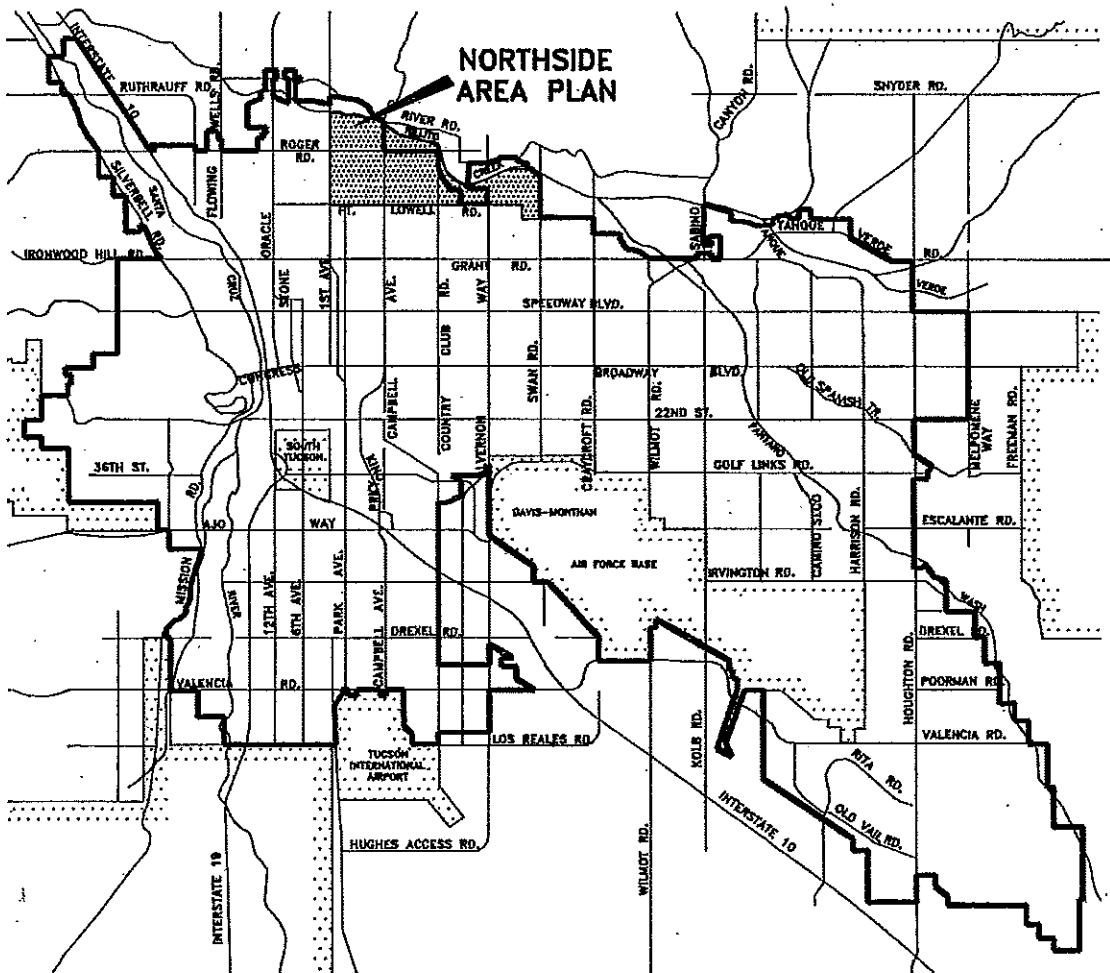 NORTHSIDE
AREA PLAN
INTERSTATE
10
RUTHRAUFF RD.
WELLS RD.
SNYDER RD.
CANYON RD.
RIVER RD.
ROGER
RD.
CREEK
SILVERBELL RD.
SANTA
FLOWING
ORACLE
FT. LOWELL RD.
SABINO
TANQUE
VERDE
RD.
TANQUE
VERDE
IRONWOOD HILL RD.
CRUZ
STONE
1ST AVE.
AVE.
RD.
GRANT RD.
WAY
SPEEDWAY BLVD.
CLUB
CONGRESS
SWAN RD.
BROADWAY BLVD.
RD.
OLD SPANISH TR.
CAMPBELL
COUNTRY
VERNON
22ND ST.
CRAYCROFT RD.
WILMOT
PANTANO
MELPOMENE
WAY
FREEMAN RD.
SOUTH
TUCSON
36TH ST.
GOLF LINKS RD.
RD.
DAVIS-MONTHAN
AIR FORCE BASE
CAMINO SECO
HARRISON RD.
ESCALANTE RD.
AJO WAY
MISSION
RIVER
12TH AVE.
6TH AVE.
PARK AVE.
CAMPBELL AVE.
IRVINGTON RD.
WASH
DREXEL RD.
DREXEL RD.
HOUGHTON RD.
VALENCIA RD.
POORMAN RD.
LOS REALES RD.
KOLB RD.
VALENCIA RD.
TUCSON
INTERNATIONAL
AIRPORT
RITA RD.
INTERSTATE 10
OLD VAIL RD.
HUGHES ACCESS RD.
WILMOT RD.
INTERSTATE 19